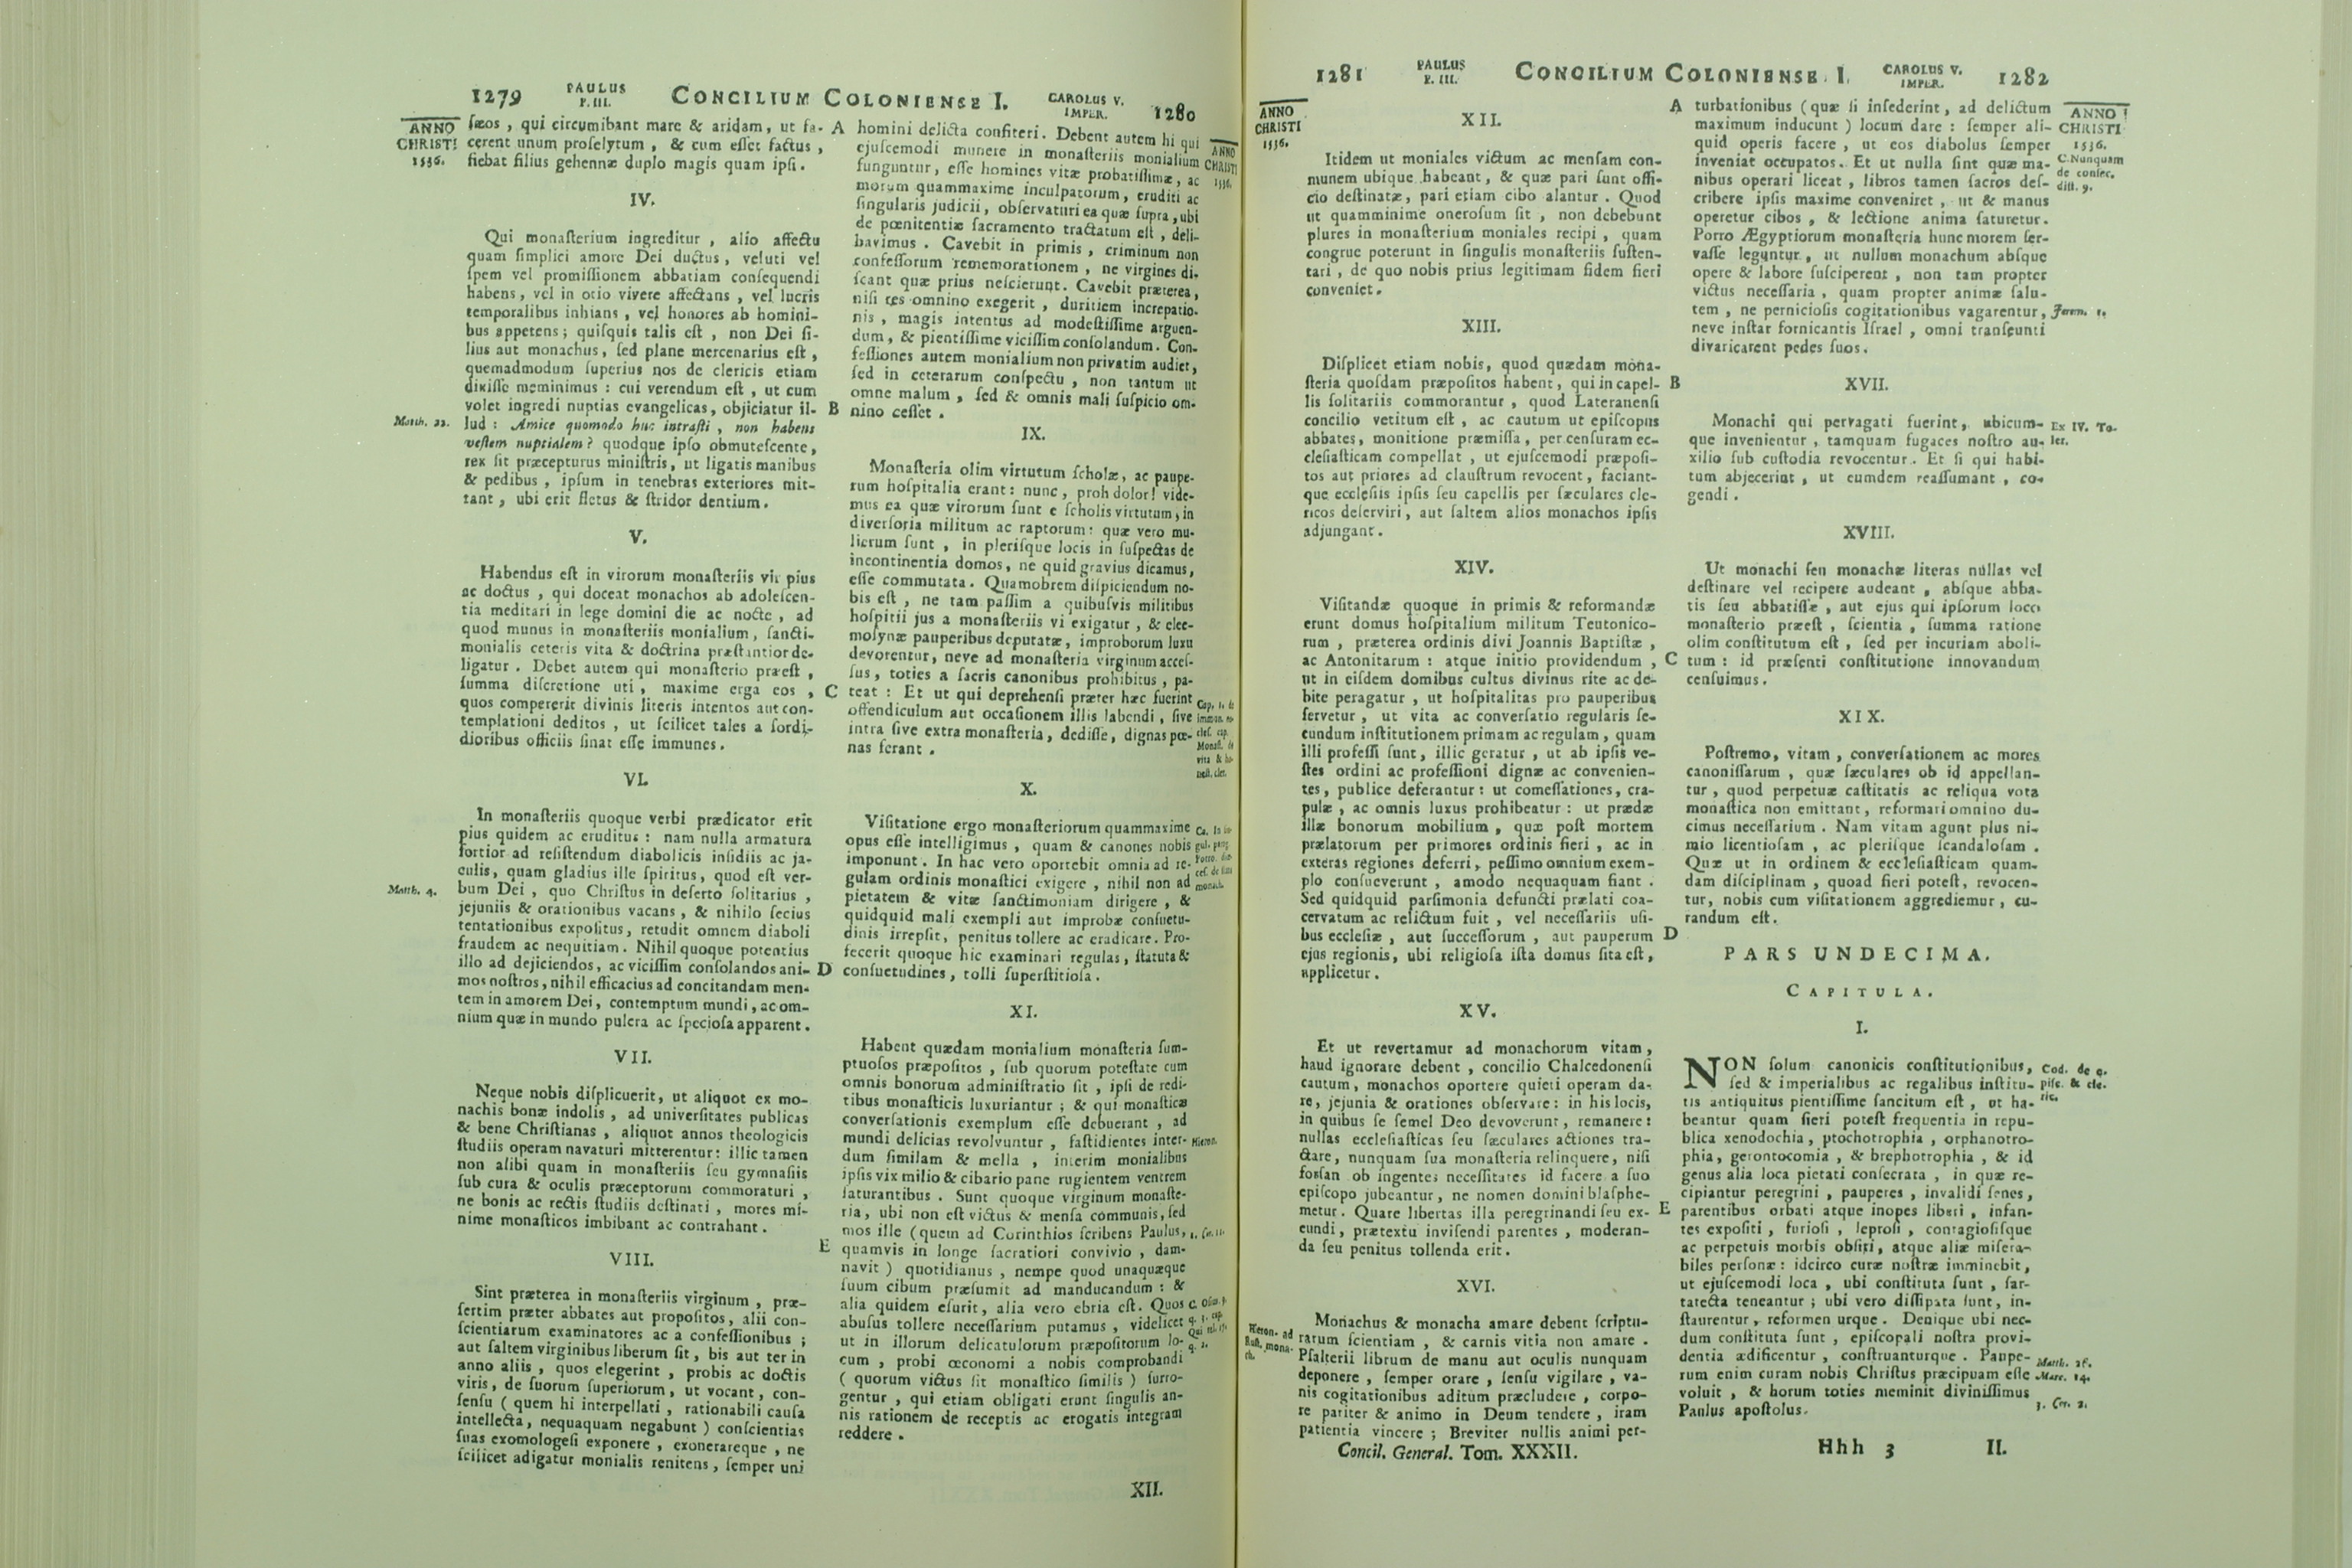 1279 PAULUS P. III. CONCILIUM COLONIENSE I. CAROLUS V. IMPER. 1280
ANNO CHRISTI 1536.
ſæos, qui circumibant mare & aridam, ut fa-
cerent unum proſelytum, & cum eſſet factus,
fiebat filius gehennæ duplo magis quam ipſi.
IV.
Qui monaſterium ingreditur, alio affectu
quam ſimplici amore Dei ductus, veluti vel
ſpem vel promiſſionem abbatiam conſequendi
habens, vel in otio vivere affectans, vel lucris
temporalibus inhians, vel honores ab homini-
bus appetens; quiſquis talis eſt, non Dei fi-
lius aut monachus, ſed plane mercenarius eſt,
quemadmodum ſuperius nos de clericis etiam
dixiſſe meminimus: cui verendum eſt, ut cum
volet ingredi nuptias evangelicas, objiciatur il-
Matth. 22.
lud: Amice quomodo huc intraſti, non habens
veſtem nuptialem? quodque ipſo obmuteſcente,
rex ſit præcepturus miniſtris, ut ligatis manibus
& pedibus, ipſum in tenebras exteriores mit-
tant, ubi erit fletus & ſtridor dentium.
V.
Habendus eſt in virorum monaſteriis vir pius
ac doctus, qui doceat monachos ab adoleſcen-
tia meditari in lege domini die ac nocte, ad
quod munus in monaſteriis monialium, ſancti-
monialis ceteris vita & doctrina præſtantior de-
ligatur. Debet autem qui monaſterio præeſt,
ſumma diſcretione uti, maxime erga eos,
quos compererit divinis literis intentos aut con-
templationi deditos, ut ſcilicet tales a ſordi-
dioribus officiis ſinat eſſe immunes.
VI.
In monaſteriis quoque verbi prædicator erit
pius quidem ac eruditus: nam nulla armatura
fortior ad reſiſtendum diabolicis inſidiis ac ja-
culis, quam gladius ille ſpiritus, quod eſt ver-
Matth. 4.
bum Dei, quo Chriſtus in deſerto ſolitarius,
jejuniis & orationibus vacans, & nihilo ſecius
tentationibus expoſitus, retudit omnem diaboli
fraudem ac nequitiam. Nihil quoque potentius
illo ad dejiciendos, ac viciſſim conſolandos ani-
mos noſtros, nihil efficacius ad concitandam men-
tem in amorem Dei, contemptum mundi, ac om-
nium quæ in mundo pulcra ac ſpecioſa apparent.
VII.
Neque nobis diſplicuerit, ut aliquot ex mo-
nachis bonæ indolis, ad univerſitates publicas
& bene Chriſtianas, aliquot annos theologicis
ſtudiis operam navaturi mitterentur: illic tamen
non alibi quam in monaſteriis ſeu gymnaſiis
ſub cura & oculis præceptorum commoraturi,
ne bonis ac rectis ſtudiis deſtinati, mores mi-
nime monaſticos imbibant ac contrahant.
VIII.
Sint præterea in monaſteriis virginum, præ-
ſertim præter abbates aut propoſitos, alii con-
ſcientiarum examinatores ac a confeſſionibus;
aut ſaltem virginibus liberum ſit, bis aut ter in
anno aliis, quos elegerint, probis ac doctis
viris, de ſuorum ſuperiorum, ut vocant, con-
ſenſu (quem hi interpellati, rationabili cauſa
intellecta, nequaquam negabunt) conſcientias
ſuas exomologeſi exponere, exonerareque, ne
ſcilicet adigatur monialis renitens, ſemper uni
A
B
C
D
E
homini delicta confiteri. Debent autem hi qui
ejuſcemodi munere in monaſteriis monialium
funguntur, eſſe homines vitæ probatiſſimæ, ac
morum quammaxime inculpatorum, eruditi ac
ſingularis judicii, obſervaturi ea quæ ſupra, ubi
de pœnitentiæ ſacramento tractatum eſt, deli-
bavimus. Cavebit in primis, criminum non
confeſſorum rememorationem, ne virgines di-
ſcant quæ prius neſcierunt. Cavebit præterea,
niſi res omnino exegerit, duritiem increpatio-
nis, magis intentus ad modeſtiſſime arguen-
dum, & pientiſſime viciſſim conſolandum. Con-
feſſiones autem monialium non privatim audiet,
ſed in ceterarum conſpectu, non tantum ut
omne malum, ſed & omnis mali ſuſpicio om-
nino ceſſet.
ANNO CHRISTI 1536.
IX.
Monaſteria olim virtutum ſcholæ, ac paupe-
rum hoſpitalia erant: nunc, proh dolor! vide-
mus ea quæ virorum ſunt e ſcholis virtutum, in
diverſoria militum ac raptorum: quæ vero mu-
lierum ſunt, in pleriſque locis in ſuſpectas de
incontinentia domos, ne quid gravius dicamus,
eſſe commutata. Quamobrem diſpiciendum no-
bis eſt, ne tam paſſim a quibuſvis militibus
hoſpitii jus a monaſteriis vi exigatur, & elee-
moſynæ pauperibus deputatæ, improborum luxu
devorentur, neve ad monaſteria virginum acceſ-
ſus, toties a ſacris canonibus prohibitus, pa-
teat: Et ut qui deprehenſi præter hæc fuerint
offendiculum aut occaſionem illis labendi, ſive
intra ſive extra monaſteria, dediſſe, dignas pœ-
nas ferant.
X.
Viſitatione ergo monaſteriorum quammaxime
opus eſſe intelligimus, quam & canones nobis
imponunt. In hac vero oportebit omnia ad re-
gulam ordinis monaſtici exigere, nihil non ad
pietatem & vitæ ſanctimoniam dirigere, &
quidquid mali exempli aut improbæ conſuetu-
dinis irrepſit, penitus tollere ac eradicare. Pro-
fecerit quoque hic examinari regulas, ſtatuta &
conſuetudines, tolli ſuperſtitioſa.
XI.
Habent quædam monialium monaſteria ſum-
ptuoſos præpoſitos, ſub quorum poteſtate cum
omnis bonorum adminiſtratio ſit, ipſi de redi-
tibus monaſticis luxuriantur; & qui monaſticæ
converſationis exemplum eſſe debuerant, ad
mundi delicias revolvuntur, faſtidientes inter-
Hieron.
dum ſimilam & mella, interim monialibus
ipſis vix milio & cibario pane rugientem ventrem
ſaturantibus. Sunt quoque virginum monaſte-
ria, ubi non eſt victus & menſa communis, ſed
mos ille (quem ad Corinthios ſcribens Paulus,
quamvis in longe ſacratiori convivio, dam-
navit) quotidianus, nempe quod unaquæque
ſuum cibum præſumit ad manducandum: &
alia quidem eſurit, alia vero ebria eſt. Quos
abuſus tollere neceſſarium putamus, videlicet
ut in illorum delicatulorum præpoſitorum lo-
cum, probi œconomi a nobis comprobandi
(quorum victus ſit monaſtico ſimilis) ſurro-
gentur, qui etiam obligati erunt ſingulis an-
nis rationem de receptis ac erogatis integram
reddere.
XII.
1281 PAULUS P. III. CONCILIUM COLONIENSE I. CAROLUS V. IMPER. 1282
ANNO CHRISTI 1536.
XII.
Itidem ut moniales victum ac menſam com-
munem ubique habeant, & quæ pari ſunt offi-
cio deſtinatæ, pari etiam cibo alantur. Quod
ut quamminime oneroſum ſit, non debebunt
plures in monaſterium moniales recipi, quam
congrue poterunt in ſingulis monaſteriis ſuſten-
tari, de quo nobis prius legitimam fidem fieri
conveniet.
XIII.
Diſplicet etiam nobis, quod quædam mona-
ſteria quoſdam præpoſitos habent, qui in capel-
lis ſolitariis commorantur, quod Lateranenſi
concilio vetitum eſt, ac cautum ut epiſcopus
abbates, monitione præmiſſa, per cenſuram ec-
cleſiaſticam compellat, ut ejuſcemodi præpoſi-
tos aut priores ad clauſtrum revocent, faciant-
que eccleſiis ipſis ſeu capellis per ſæculares cle-
ricos deſerviri, aut ſaltem alios monachos ipſis
adjungant.
XIV.
Viſitandæ quoque in primis & reformandæ
erunt domus hoſpitalium militum Teutonico-
rum, præterea ordinis divi Joannis Baptiſtæ,
ac Antonitarum: atque initio providendum,
ut in eiſdem domibus cultus divinus rite ac de-
bite peragatur, ut hoſpitalitas pro pauperibus
ſervetur, ut vita ac converſatio regularis ſe-
cundum inſtitutionem primam ac regulam, quam
illi profeſſi ſunt, illic geratur, ut ab ipſis ve-
ſtes ordini ac profeſſioni dignæ ac convenien-
tes, publice deferantur: ut comeſſationes, cra-
pulæ, ac omnis luxus prohibeatur: ut prædæ
illæ bonorum mobilium, quæ poſt mortem
prælatorum per primores ordinis fieri, ac in
exteras regiones deferri, peſſimo omnium exem-
plo conſueverunt, amodo nequaquam fiant.
Sed quidquid parſimonia defuncti prælati coa-
cervatum ac relictum fuit, vel neceſſariis uſi-
bus eccleſiæ, aut ſucceſſorum, aut pauperum
ejus regionis, ubi religioſa iſta domus ſita eſt,
applicetur.
XV.
Et ut revertamur ad monachorum vitam,
haud ignorare debent, concilio Chalcedonenſi
cautum, monachos oportere quieti operam da-
re, jejunia & orationes obſervare: in his locis,
in quibus ſe ſemel Deo devoverunt, remanere:
nullas eccleſiaſticas ſeu ſæculares actiones tra-
ctare, nunquam ſua monaſteria relinquere, niſi
forſan ob ingentes neceſſitates id facere a ſuo
epiſcopo jubeantur, ne nomen domini blaſphe-
metur. Quare libertas illa peregrinandi ſeu ex-
eundi, prætextu inviſendi parentes, moderan-
da ſeu penitus tollenda erit.
XVI.
Monachus & monacha amare debent ſcriptu-
Hieron. ad
rarum ſcientiam, & carnis vitia non amare.
Pſalterii librum de manu aut oculis nunquam
deponere, ſemper orare, ſenſu vigilare, va-
nis cogitationibus aditum præcludere, corpo-
re pariter & animo in Deum tendere, iram
patientia vincere; Breviter nullis animi per-
Concil. General. Tom. XXXII.
A
B
C
D
E
turbationibus (quæ ſi inſederint, ad delictum
maximum inducunt) locum dare: ſemper ali-
quid operis facere, ut eos diabolus ſemper
inveniat occupatos. Et ut nulla ſint quæ ma-
nibus operari liceat, libros tamen ſacros deſ-
cribere ipſis maxime conveniret, ut & manus
operetur cibos, & lectione anima ſaturetur.
Porro Ægyptiorum monaſteria hunc morem ſer-
vaſſe leguntur, ut nullum monachum abſque
opere & labore ſuſciperent, non tam propter
victus neceſſaria, quam propter animæ ſalu-
tem, ne pernicioſis cogitationibus vagarentur,
neve inſtar fornicantis Iſrael, omni tranſeunti
divaricarent pedes ſuos.
ANNO CHRISTI 1536.
C. Nunquam
de conſec.
diſt. 5.
Jerem. 1.
XVII.
Monachi qui pervagati fuerint, ubicum-
que invenientur, tamquam fugaces noſtro au-
xilio ſub cuſtodia revocentur. Et ſi qui habi-
tum abjecerint, ut eumdem reaſſumant, co-
gendi.
Ex IV. To-
let.
XVIII.
Ut monachi ſeu monachæ literas nullas vel
deſtinare vel recipere audeant, abſque abba-
tis ſeu abbatiſſæ, aut ejus qui ipſorum loco
monaſterio præeſt, ſcientia, ſumma ratione
olim conſtitutum eſt, ſed per incuriam aboli-
tum: id præſenti conſtitutione innovandum
cenſuimus.
XIX.
Poſtremo, vitam, converſationem ac mores
canoniſſarum, quæ ſæculares ob id appellan-
tur, quod perpetuæ caſtitatis ac reliqua vota
monaſtica non emittant, reformari omnino du-
cimus neceſſarium. Nam vitam agunt plus ni-
mio licentioſam, ac pleriſque ſcandaloſam.
Quæ ut in ordinem & eccleſiaſticam quam-
dam diſciplinam, quoad fieri poteſt, revocen-
tur, nobis cum viſitationem aggrediemur, cu-
randum eſt.
PARS UNDECIMA.
CAPITULA.
I.
NON ſolum canonicis conſtitutionibus,
ſed & imperialibus ac regalibus inſtitu-
tis antiquitus pientiſſime ſancitum eſt, ut ha-
beantur quam fieri poteſt frequentia in repu-
blica xenodochia, ptochotrophia, orphanotro-
phia, gerontocomia, & brephotrophia, & id
genus alia loca pietati conſecrata, in quæ re-
cipiantur peregrini, pauperes, invalidi ſenes,
parentibus orbati atque inopes liberi, infan-
tes expoſiti, furioſi, leproſi, contagioſiſque
ac perpetuis morbis obſiti, atque aliæ miſera-
biles perſonæ: idcirco curæ noſtræ imminebit,
ut ejuſcemodi loca, ubi conſtituta ſunt, ſar-
tatecta teneantur; ubi vero diſſipata ſunt, in-
ſtaurentur, reformen urque. Denique ubi nec-
dum conſtituta ſunt, epiſcopali noſtra provi-
dentia ædificentur, conſtruanturque. Paupe-
rum enim curam nobis Chriſtus præcipuam eſſe
voluit, & horum toties meminit diviniſſimus
Paulus apoſtolus.
Cod. de e-
piſc. & cle-
ric.
Matth. 26.
Marc. 14.
Hhh 3 II.